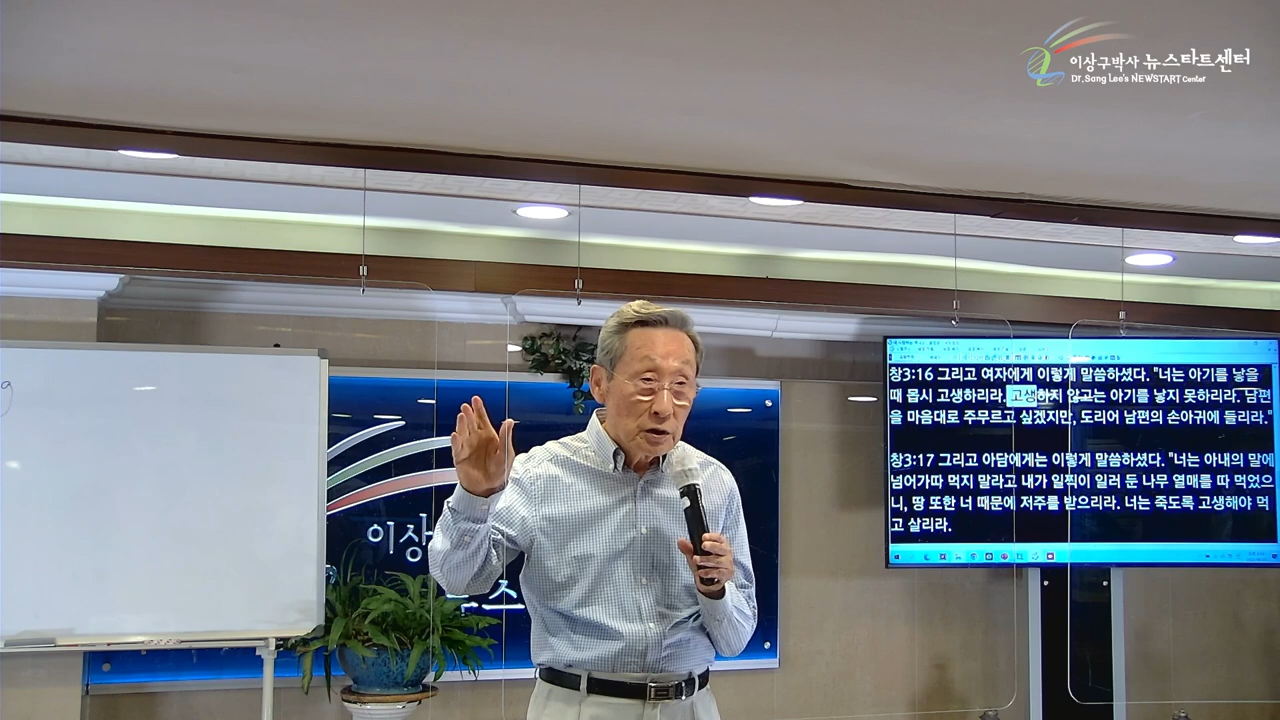 이상구박사 뉴스타트센터
Dr. Sang Lee's NEWSTART Center
창3:16 그리고 여자에게 이렇게 말씀하셨다. "너는 아기를 낳을
때 몹시 고생하리라. 고생하지 않고는 아기를 낳지 못하리라. 남편
을 마음대로 주무르고 싶겠지만, 도리어 남편의 손아귀에 들리라."
창3:17 그리고 아담에게는 이렇게 말씀하셨다. "너는 아내의 말에
넘어가따 먹지 말라고 내가 일찍이 일러 둔 나무 열매를 따 먹었으
니, 땅 또한 너 때문에 저주를 받으리라. 너는 죽도록 고생해야 먹
고 살리라.
이상
뉴스